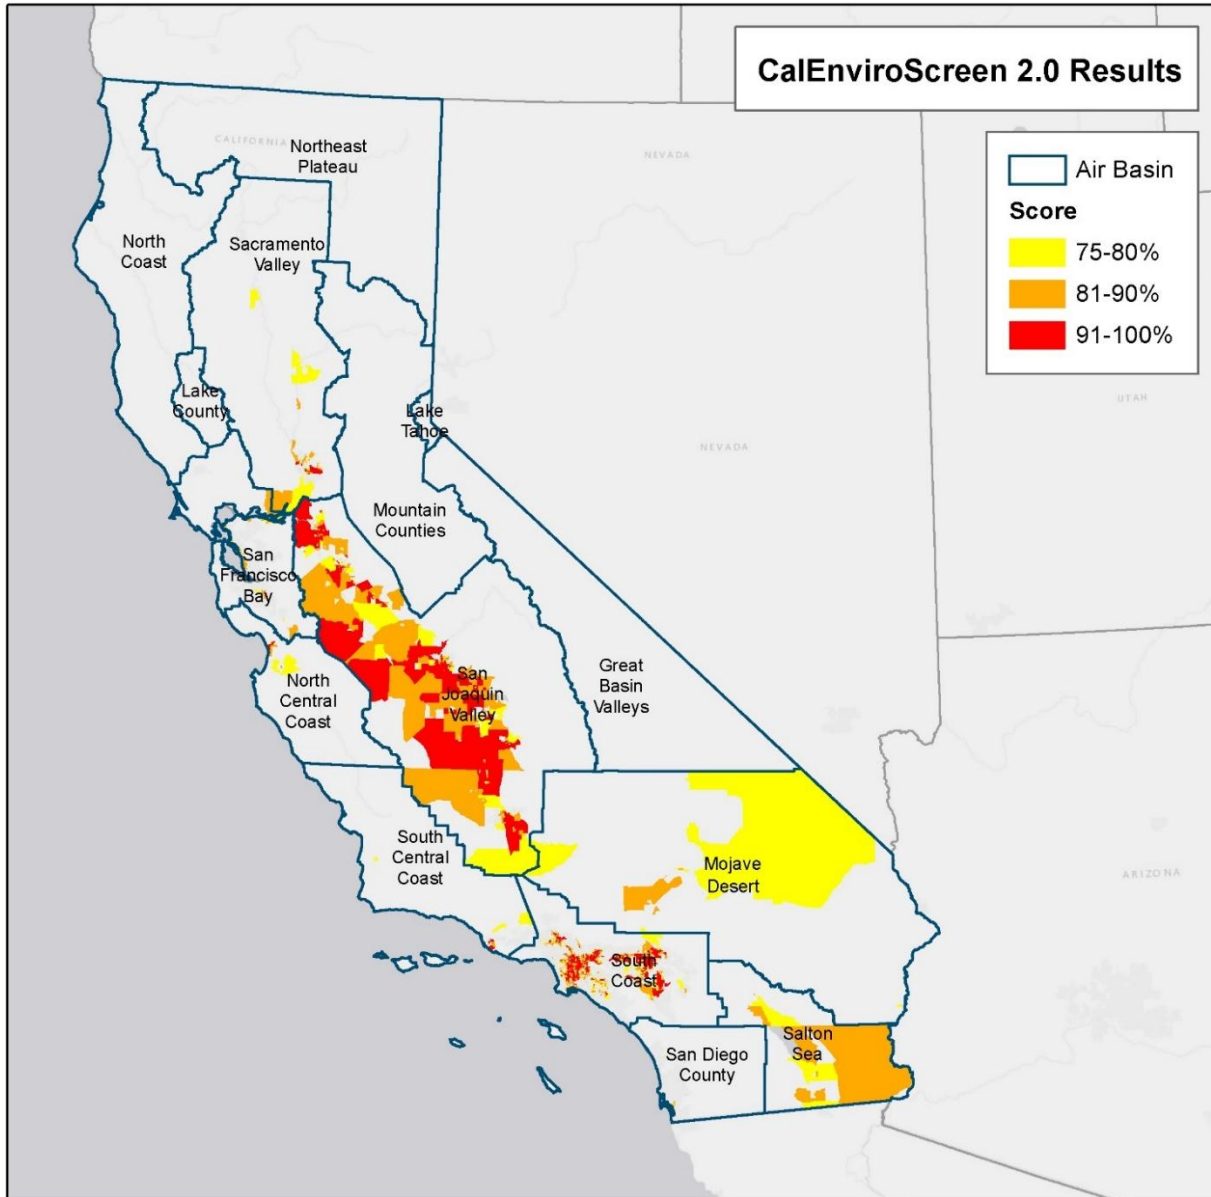 CalEnviroScreen 2.0 Results
Air Basin
Score
75-80%
81-90%
91-100%
CALIFORNIA
Northeast
Plateau
NEVADA
North
Coast
Sacramento
Valley
Lake
County
Lake
Tahoe
UTAH
NEVADA
Mountain
Counties
San
Francisco
Bay
North
Central
Coast
San
Joaquin
Valley
Great
Basin
Valleys
South
Central
Coast
Mojave
Desert
ARIZONA
South
Coast
Salton
Sea
San Diego
County